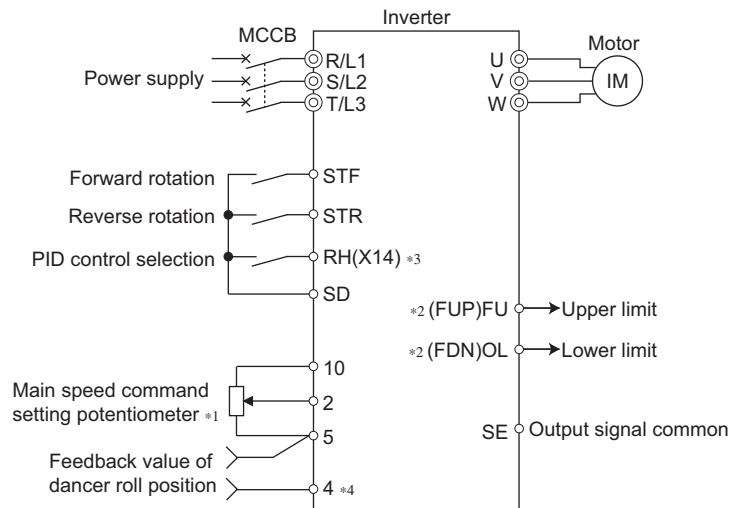 Inverter
MCCB
Motor
Power supply
R/L1
S/L2
T/L3
U
V
W
IM
Forward rotation
STF
Reverse rotation
STR
PID control selection
RH(X14) *3
SD
*2 (FUP)FU
Upper limit
*2 (FDN)OL
Lower limit
Main speed command
setting potentiometer *1
10
2
5
SE
Output signal common
Feedback value of
dancer roll position
4 *4